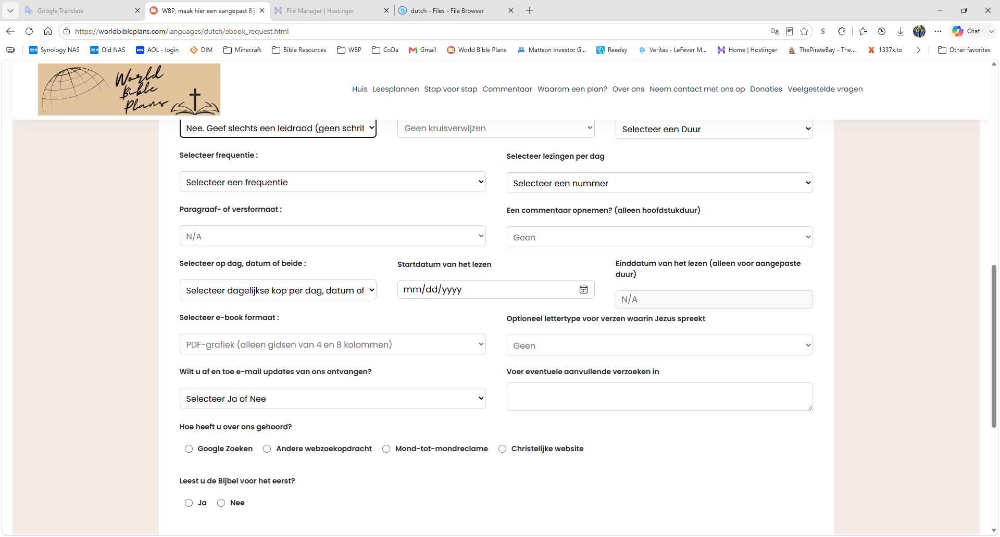 Google Translate
WBP, maak hier een aangepast Bij
File Manager | Hostinger
dutch - Files - File Browser
https://worldbibleplans.com/languages/dutch/ebook_request.html
Chat
Synology NAS
Old NAS
AOL - login
DIM
Minecraft
Bible Resources
WBP
CoDa
Gmail
World Bible Plans
Mattson Investor G...
Reedsy
Veritas - LeFever M...
Home | Hostinger
ThePirateBay - The...
1337x.to
Other favorites
World
Bible
Plans
Huis Leesplannen Stap voor stap Commentaar Waarom een plan? Over ons Neem contact met ons op Donaties Veelgestelde vragen
Nee. Geef slechts een leidraad (geen schrif
Geen kruisverwijzen
Selecteer een Duur
Selecteer frequentie :
Selecteer lezingen per dag
Selecteer een frequentie
Selecteer een nummer
Paragraaf- of versformaat :
Een commentaar opnemen? (alleen hoofdstukduur)
N/A
Geen
Selecteer op dag, datum of beide :
Startdatum van het lezen
Einddatum van het lezen (alleen voor aangepaste
duur)
Selecteer dagelijkse kop per dag, datum of
mm/dd/yyyy
N/A
Selecteer e-book formaat :
Optioneel lettertype voor verzen waarin Jezus spreekt
PDF-grafiek (alleen gidsen van 4 en 8 kolommen)
Geen
Wilt u af en toe e-mail updates van ons ontvangen?
Voer eventuele aanvullende verzoeken in
Selecteer Ja of Nee
Hoe heeft u over ons gehoord?
Google Zoeken
Andere webzoekopdracht
Mond-tot-mondreclame
Christelijke website
Leest u de Bijbel voor het eerst?
Ja
Nee